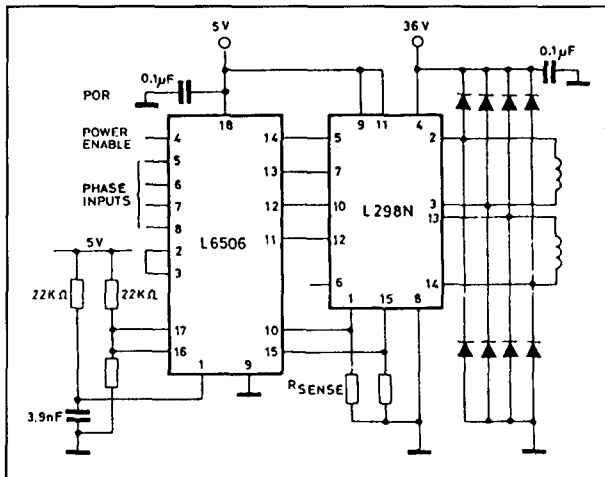 5V
36V
0.1µF
0.1µF
POR
POWER
ENABLE
PHASE
INPUTS
4
5
6
7
8
2
3
17
16
1
9
18
14
13
12
11
10
15
L6506
5
7
10
12
6
1
15
8
9
11
4
2
3
13
14
L298N
5V
22KΩ
22KΩ
3.9nF
RSENSE